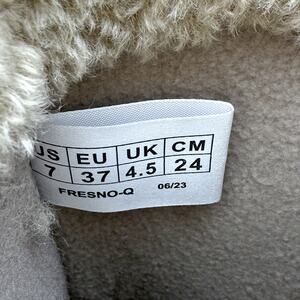 US EU UK CM
7 37 4.5 24
FRESNO-Q 06/23